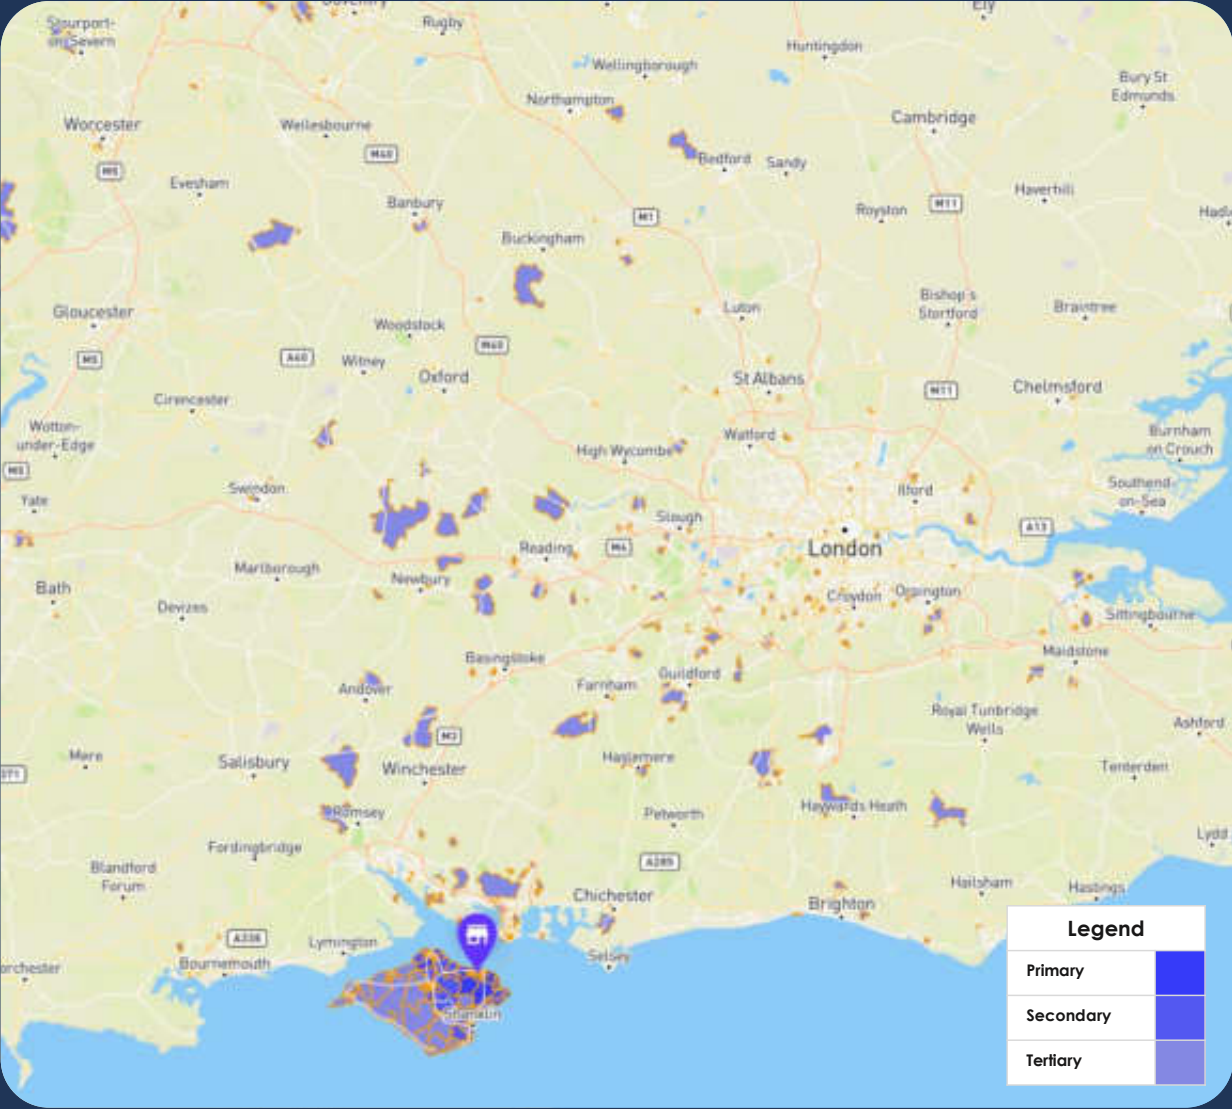 Daventry
Ely
Stourport-
on-Severn
Rugby
Huntingdon
Wellingborough
Bury St
Edmunds
Northampton
Worcester
Wellesbourne
Cambridge
M40
Bedford
Sandy
M5
Evesham
Haverhill
Banbury
M11
Royston
M1
Buckingham
Bishop's
Stortford
Luton
Braintree
Gloucester
Woodstock
M40
A40
Witney
M5
Oxford
St Albans
M11
Chelmsford
Cirencester
Wotton-
under-Edge
Watford
Burnham
on Crouch
High Wycombe
M5
Swindon
Ilford
Southend-
on-Sea
Yate
Slough
A13
London
Reading
M4
Marlborough
Newbury
Bath
Croydon
Orpington
Devizes
Sittingbourne
Maidstone
Basingstoke
Guildford
Farnham
Andover
Royal Tunbridge
Wells
Ashford
M3
Mere
Salisbury
Winchester
Haslemere
Tenterden
Haywards Heath
Romsey
Petworth
Lydd
Fordingbridge
A285
Blandford
Forum
Chichester
Hailsham
Hastings
Brighton
A338
Lymington
Selsey
orchester
Bournemouth
Shanklin
Legend
Primary
Secondary
Tertiary